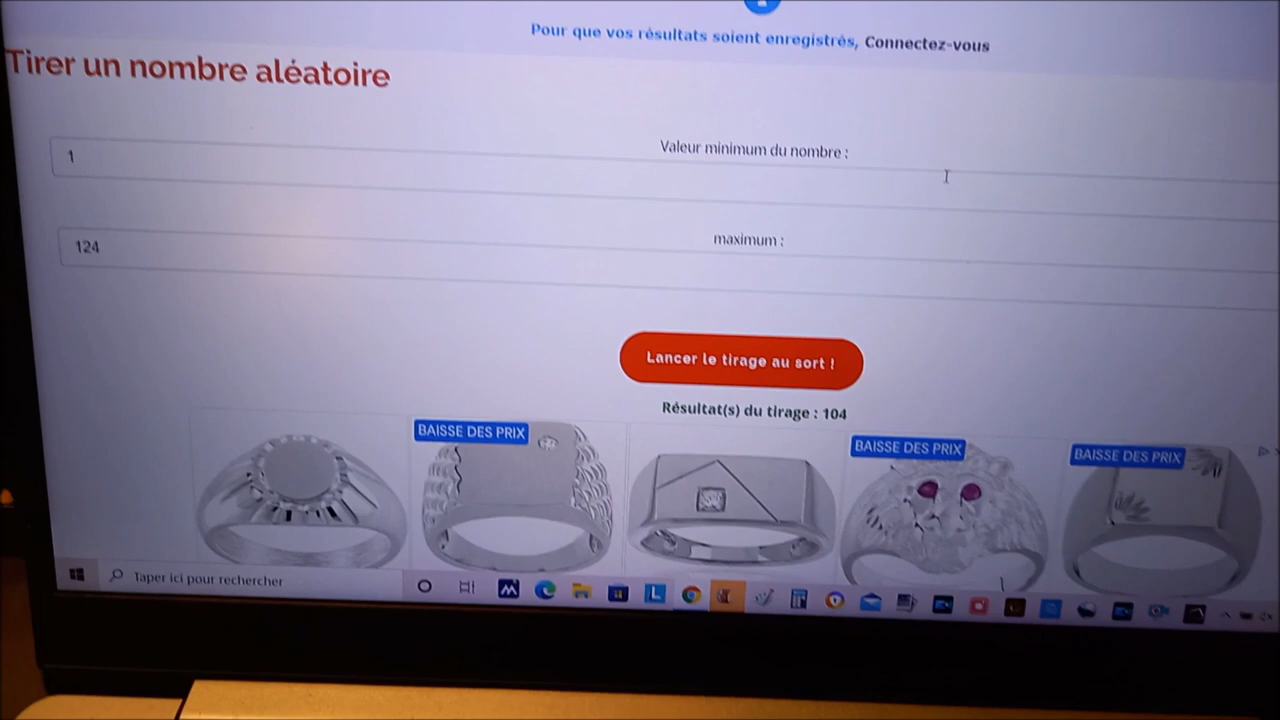 Pour que vos résultats soient enregistrés, Connectez-vous
Tirer un nombre aléatoire
Valeur minimum du nombre :
1
maximum :
124
Lancer le tirage au sort !
Résultat(s) du tirage : 104
BAISSE DES PRIX
BAISSE DES PRIX
BAISSE DES PRIX
Taper ici pour rechercher